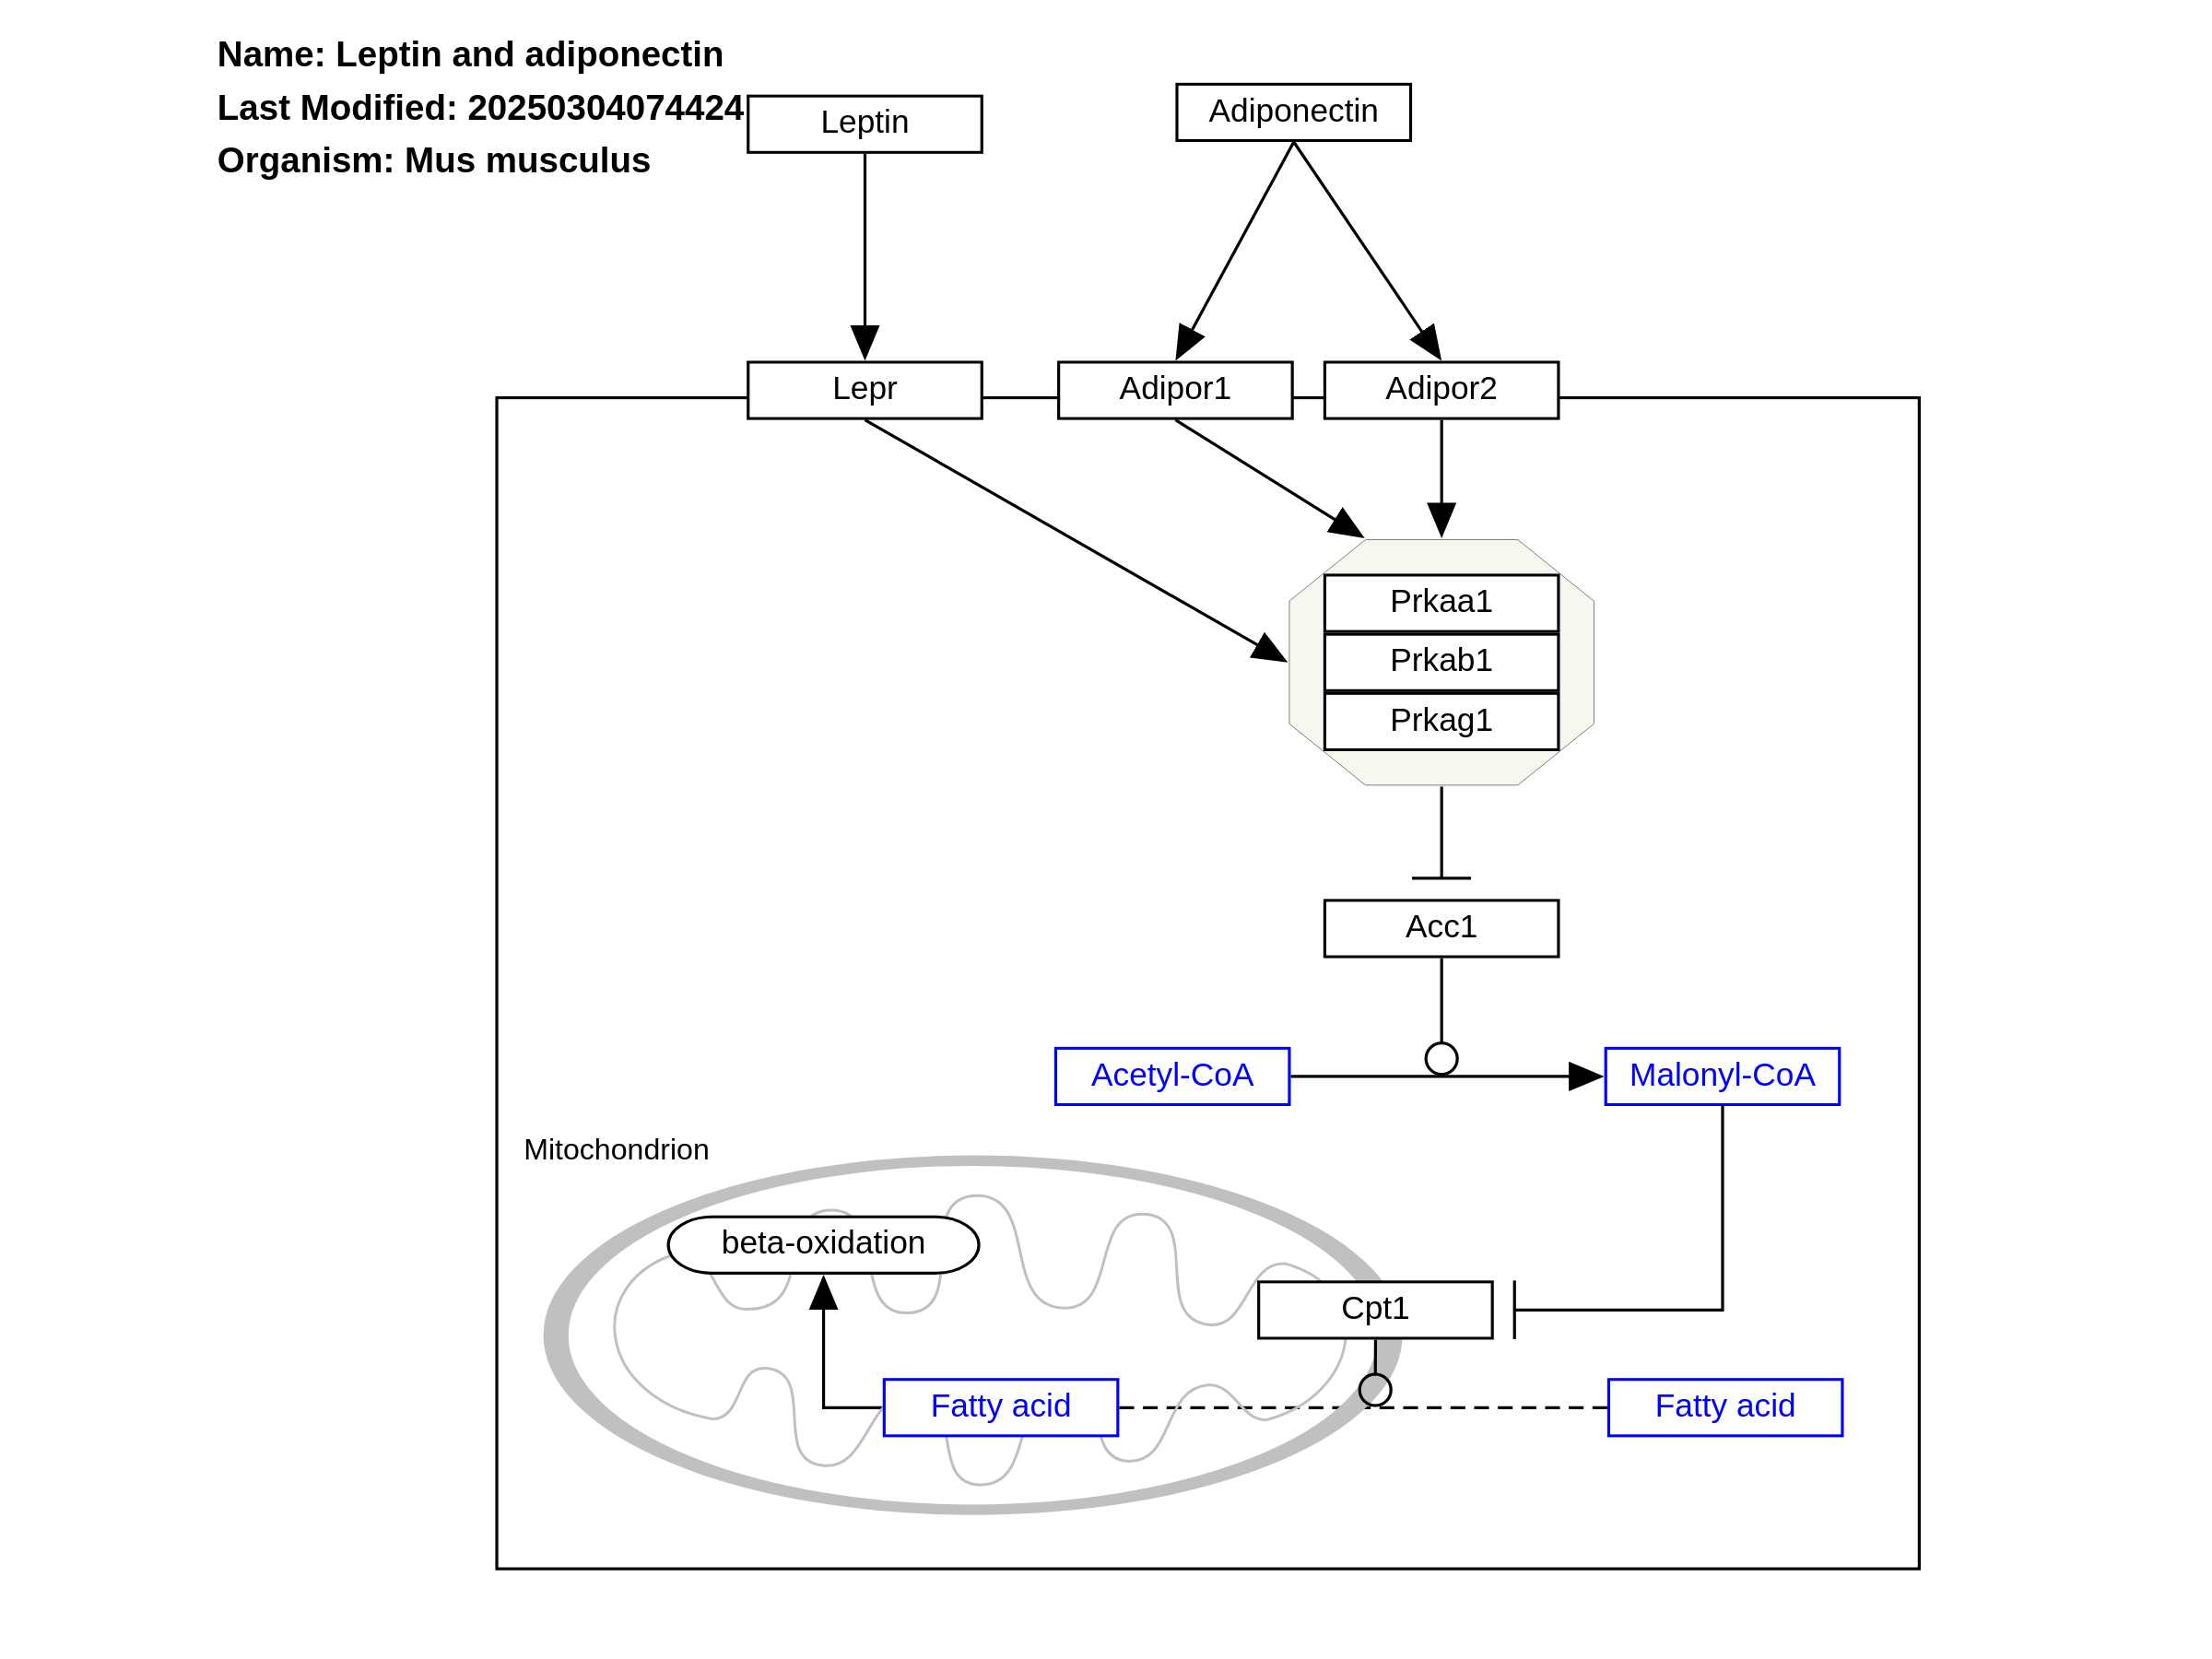 Name: Leptin and adiponectin
Last Modified: 20250304074424
Organism: Mus musculus
Leptin
Adiponectin
Lepr
Adipor1
Adipor2
Prkaa1
Prkab1
Prkag1
Acc1
Acetyl-CoA
Malonyl-CoA
Mitochondrion
beta-oxidation
Cpt1
Fatty acid
Fatty acid